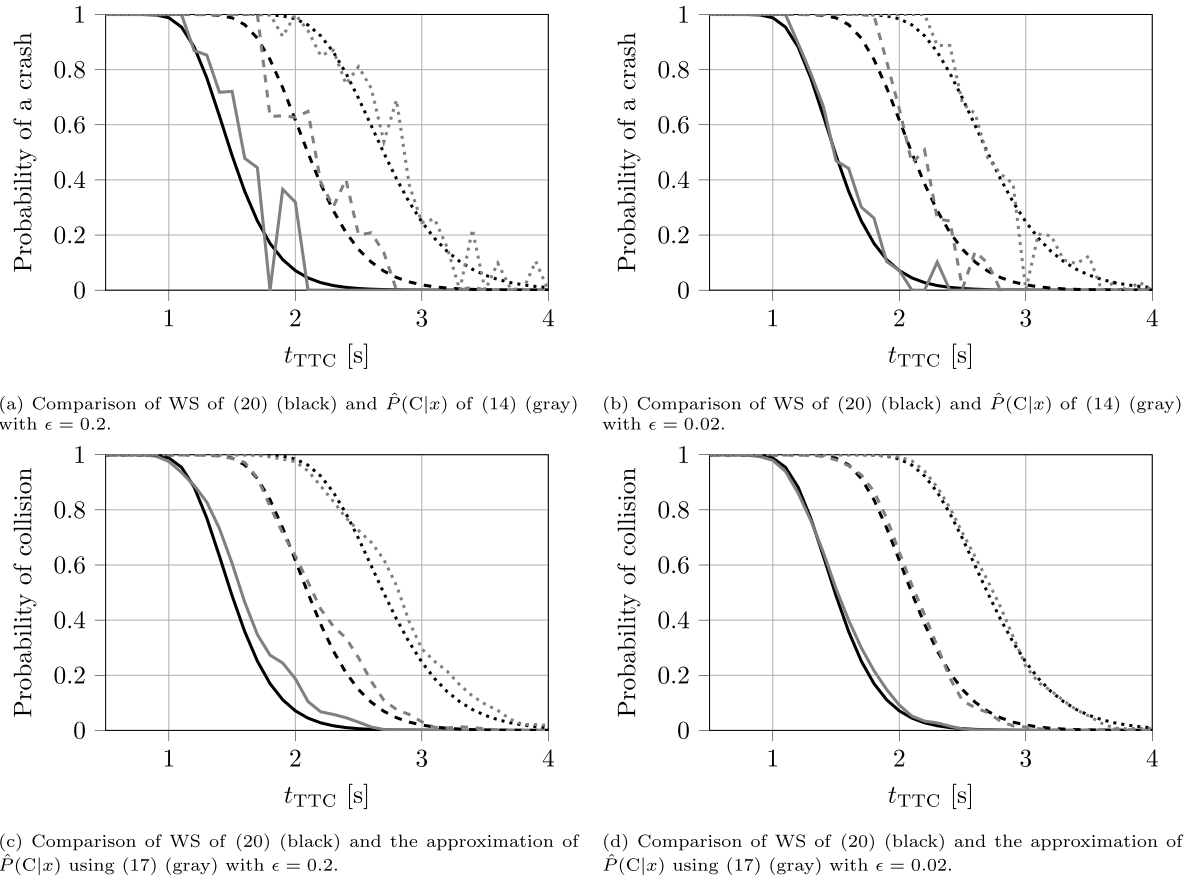 Probability of a crash
1
0.8
0.6
0.4
0.2
0
1 2 3 4
t_TTC [s]
(a) Comparison of WS of (20) (black) and P̂(C|x) of (14) (gray)
with ϵ = 0.2.
Probability of a crash
1
0.8
0.6
0.4
0.2
0
1 2 3 4
t_TTC [s]
(b) Comparison of WS of (20) (black) and P̂(C|x) of (14) (gray)
with ϵ = 0.02.
Probability of collision
1
0.8
0.6
0.4
0.2
0
1 2 3 4
t_TTC [s]
(c) Comparison of WS of (20) (black) and the approximation of
P̂(C|x) using (17) (gray) with ϵ = 0.2.
Probability of collision
1
0.8
0.6
0.4
0.2
0
1 2 3 4
t_TTC [s]
(d) Comparison of WS of (20) (black) and the approximation of
P̂(C|x) using (17) (gray) with ϵ = 0.02.